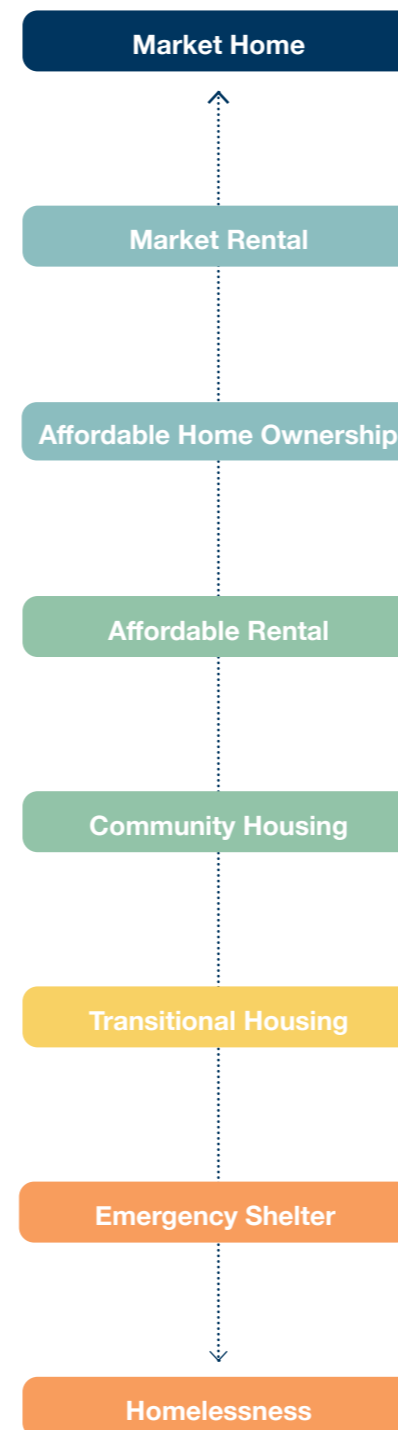 Market Home
Market Rental
Affordable Home Ownership
Affordable Rental
Community Housing
Transitional Housing
Emergency Shelter
Homelessness